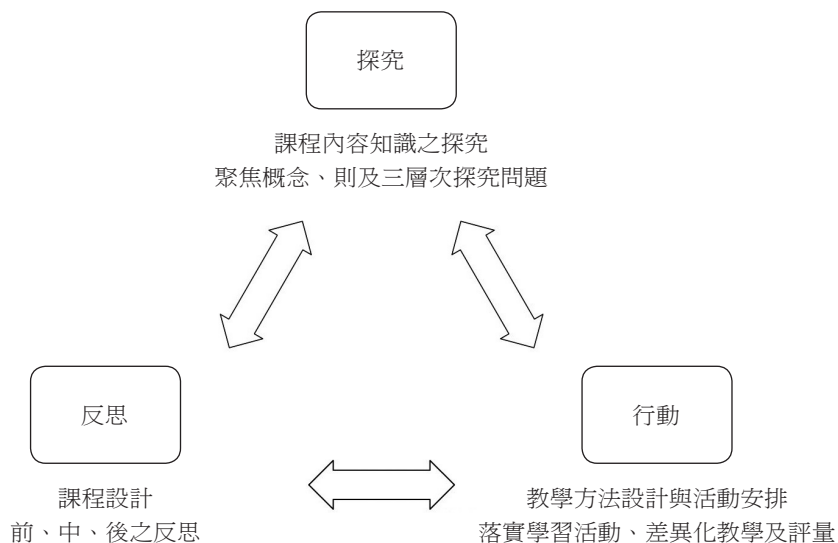 探究
課程內容知識之探究
聚焦概念、則及三層次探究問題
反思
課程設計
前、中、後之反思
行動
教學方法設計與活動安排
落實學習活動、差異化教學及評量